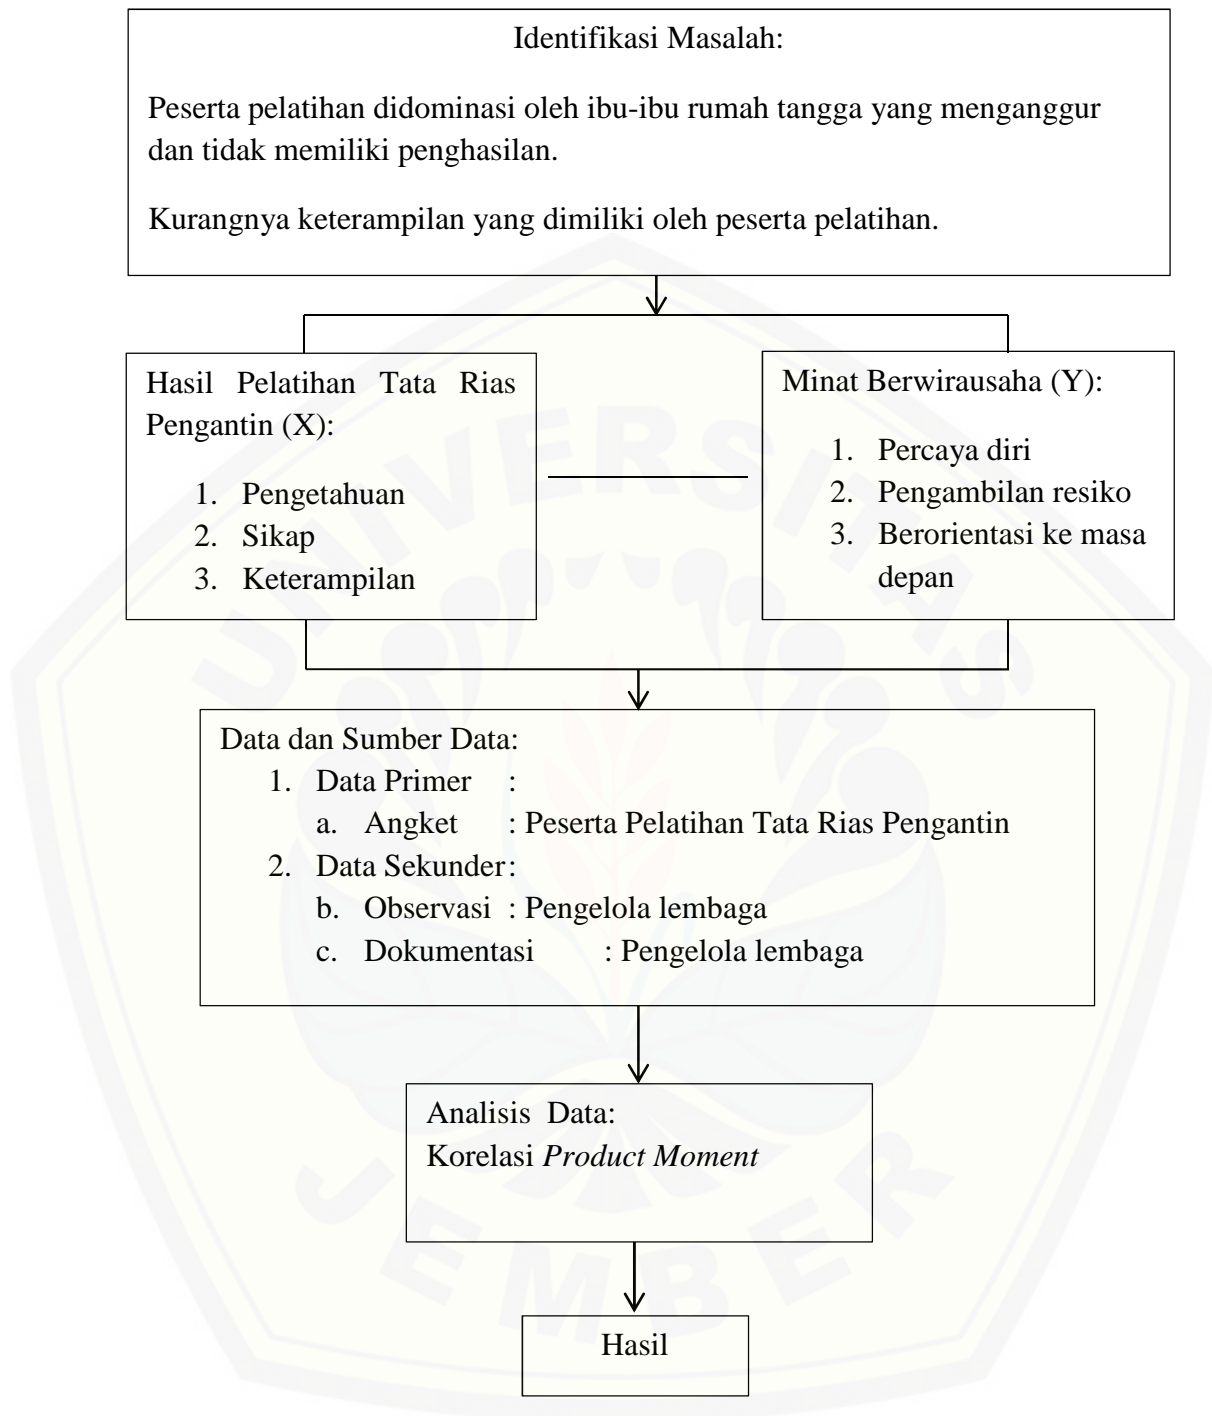 Identifikasi Masalah:
Peserta pelatihan didominasi oleh ibu-ibu rumah tangga yang menganggur
dan tidak memiliki penghasilan.
Kurangnya keterampilan yang dimiliki oleh peserta pelatihan.
Hasil Pelatihan Tata Rias
Pengantin (X):
1. Pengetahuan
2. Sikap
3. Keterampilan
Minat Berwirausaha (Y):
1. Percaya diri
2. Pengambilan resiko
3. Berorientasi ke masa
depan
Data dan Sumber Data:
1. Data Primer :
a. Angket : Peserta Pelatihan Tata Rias Pengantin
2. Data Sekunder:
b. Observasi : Pengelola lembaga
c. Dokumentasi : Pengelola lembaga
Analisis Data:
Korelasi Product Moment
Hasil
UNIVERSITAS
JEMBER